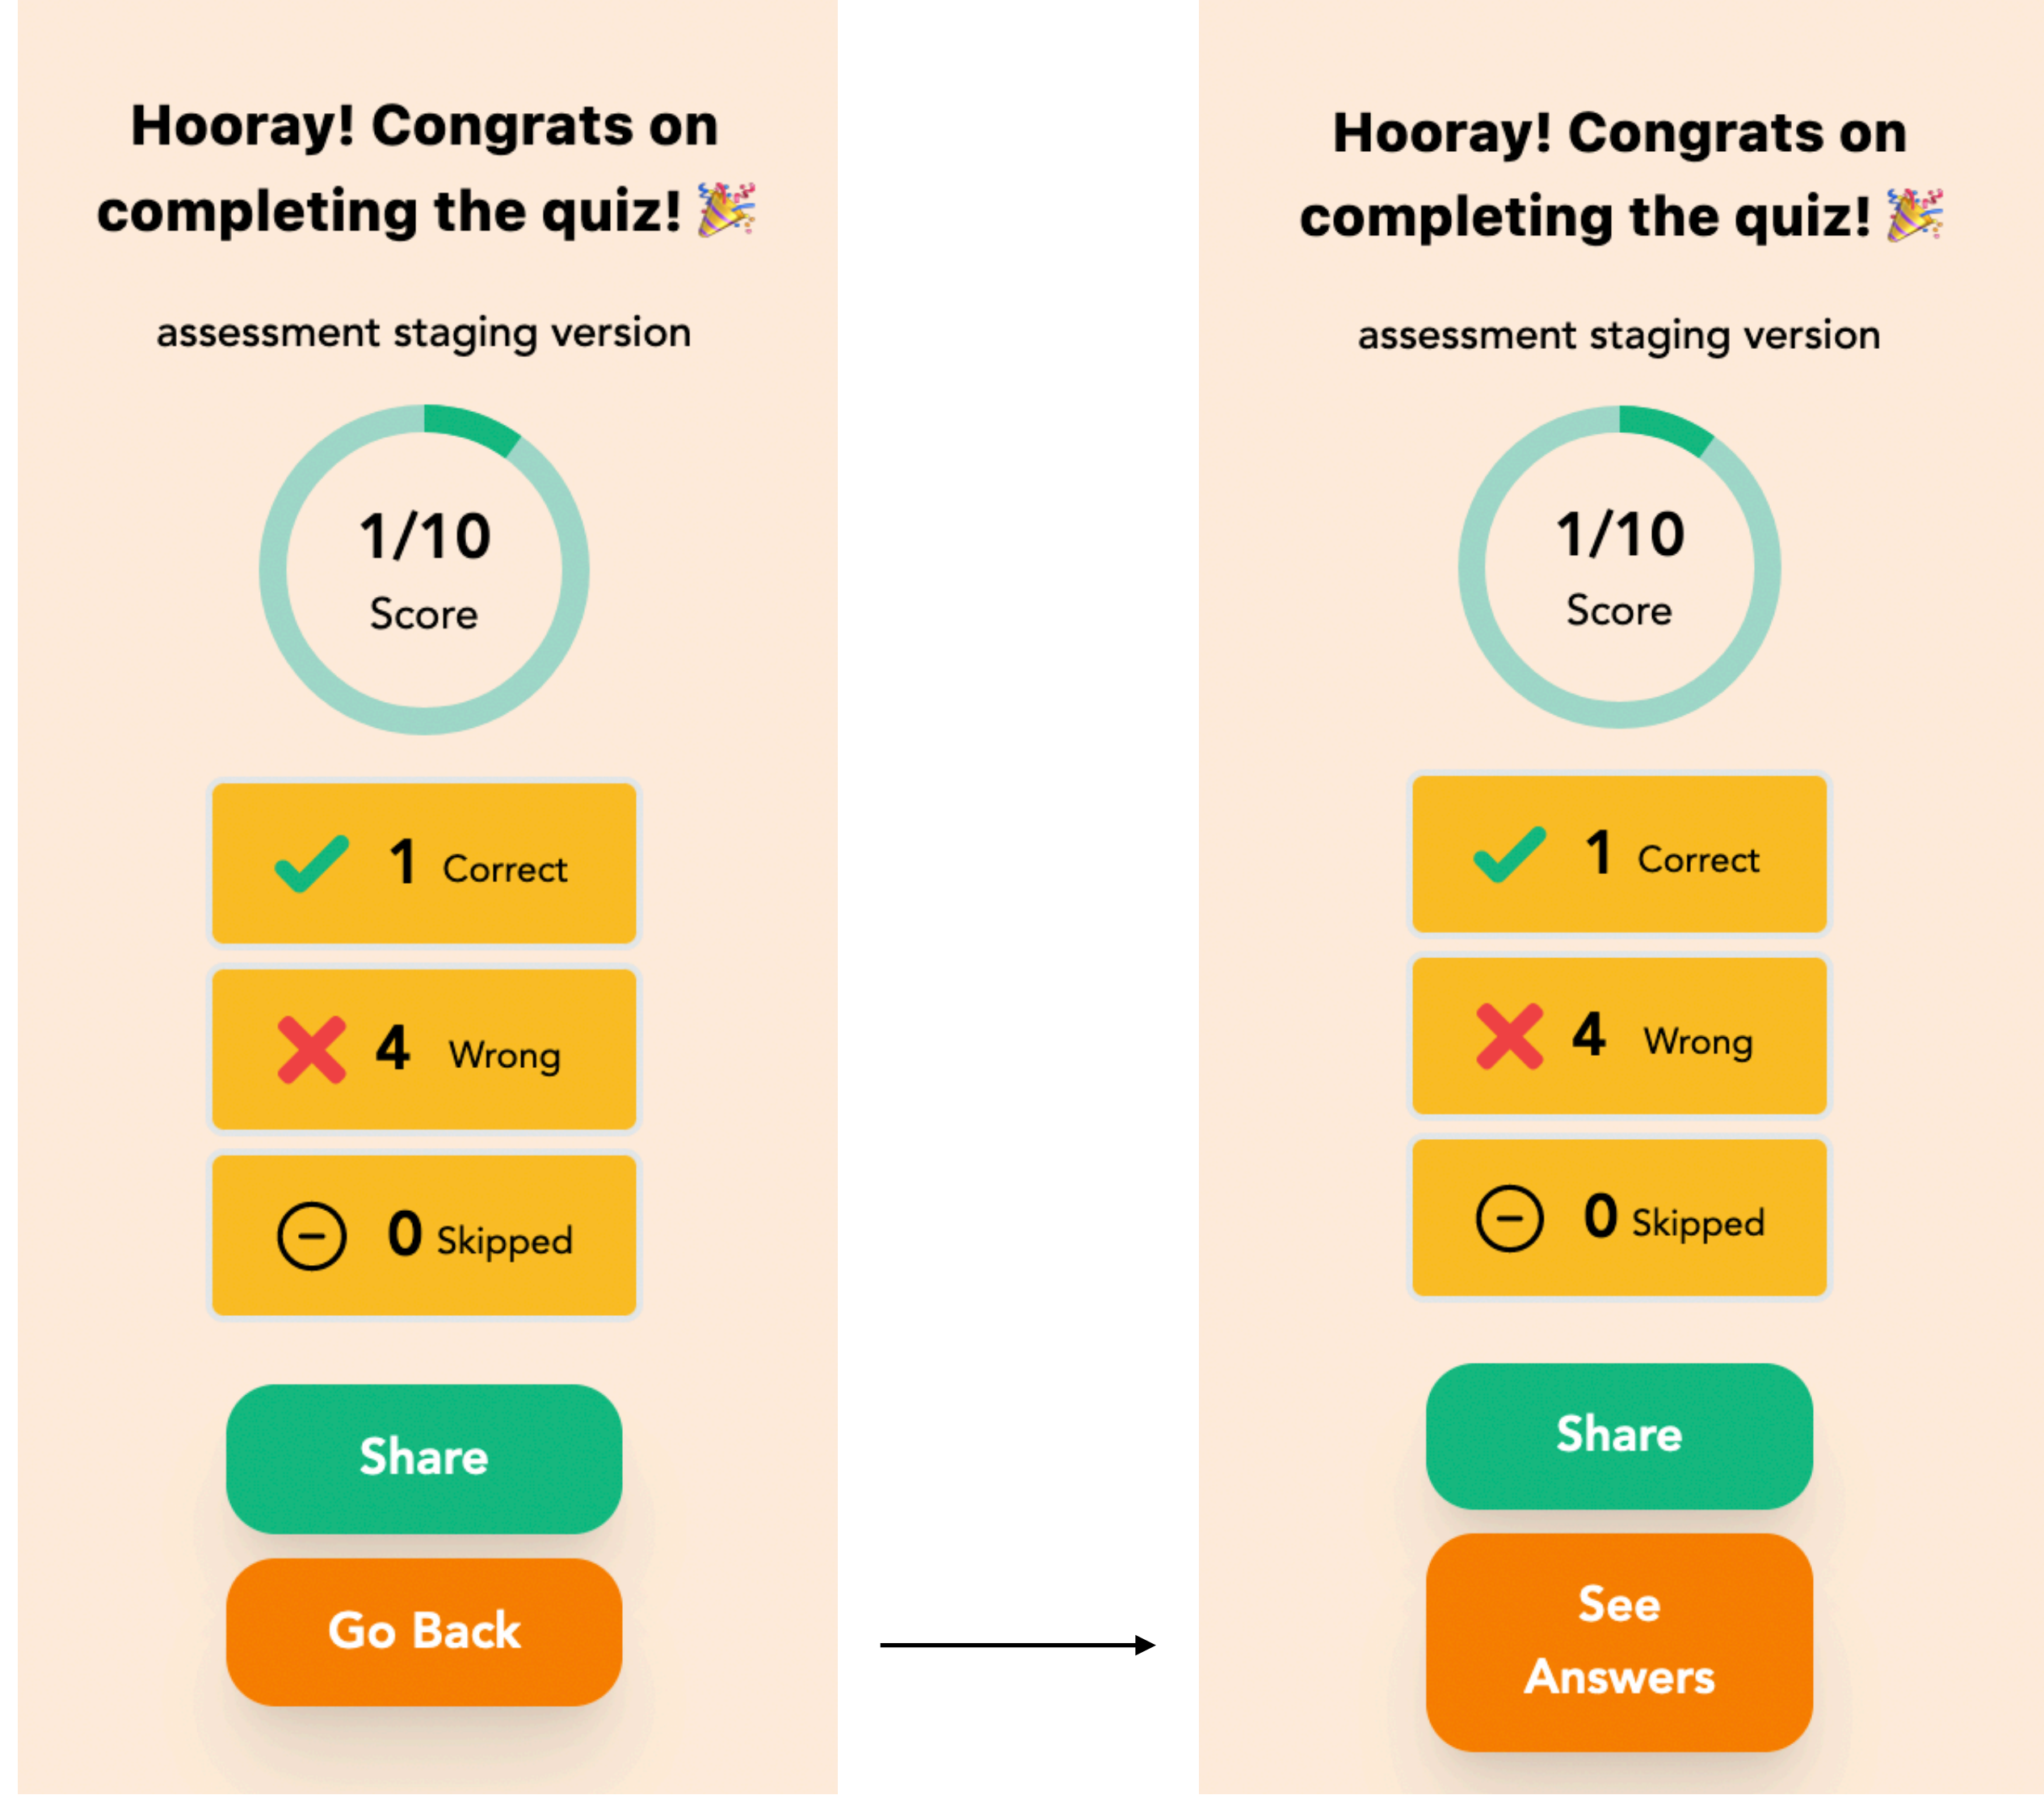 Hooray! Congrats on
completing the quiz! 🎉
assessment staging version
1/10
Score
1 Correct
4 Wrong
0 Skipped
Share
Go Back
Hooray! Congrats on
completing the quiz! 🎉
assessment staging version
1/10
Score
1 Correct
4 Wrong
0 Skipped
Share
See
Answers